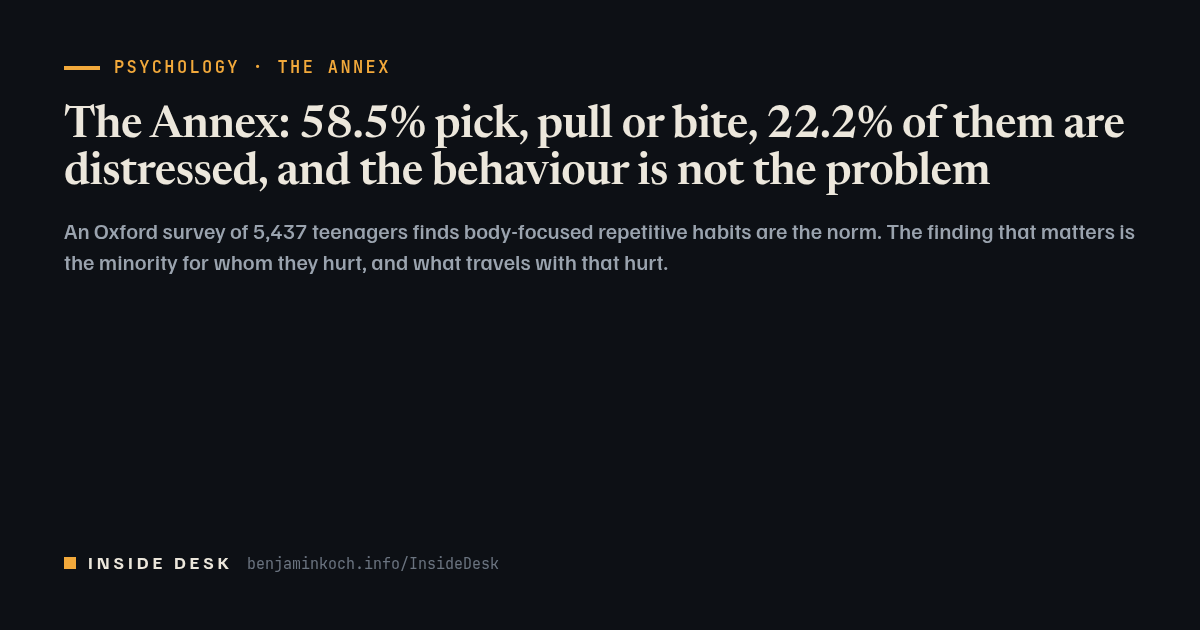 PSYCHOLOGY · THE ANNEX
The Annex: 58.5% pick, pull or bite, 22.2% of them are
distressed, and the behaviour is not the problem
An Oxford survey of 5,437 teenagers finds body-focused repetitive habits are the norm. The finding that matters is
the minority for whom they hurt, and what travels with that hurt.
INSIDE DESK benjaminkoch.info/InsideDesk